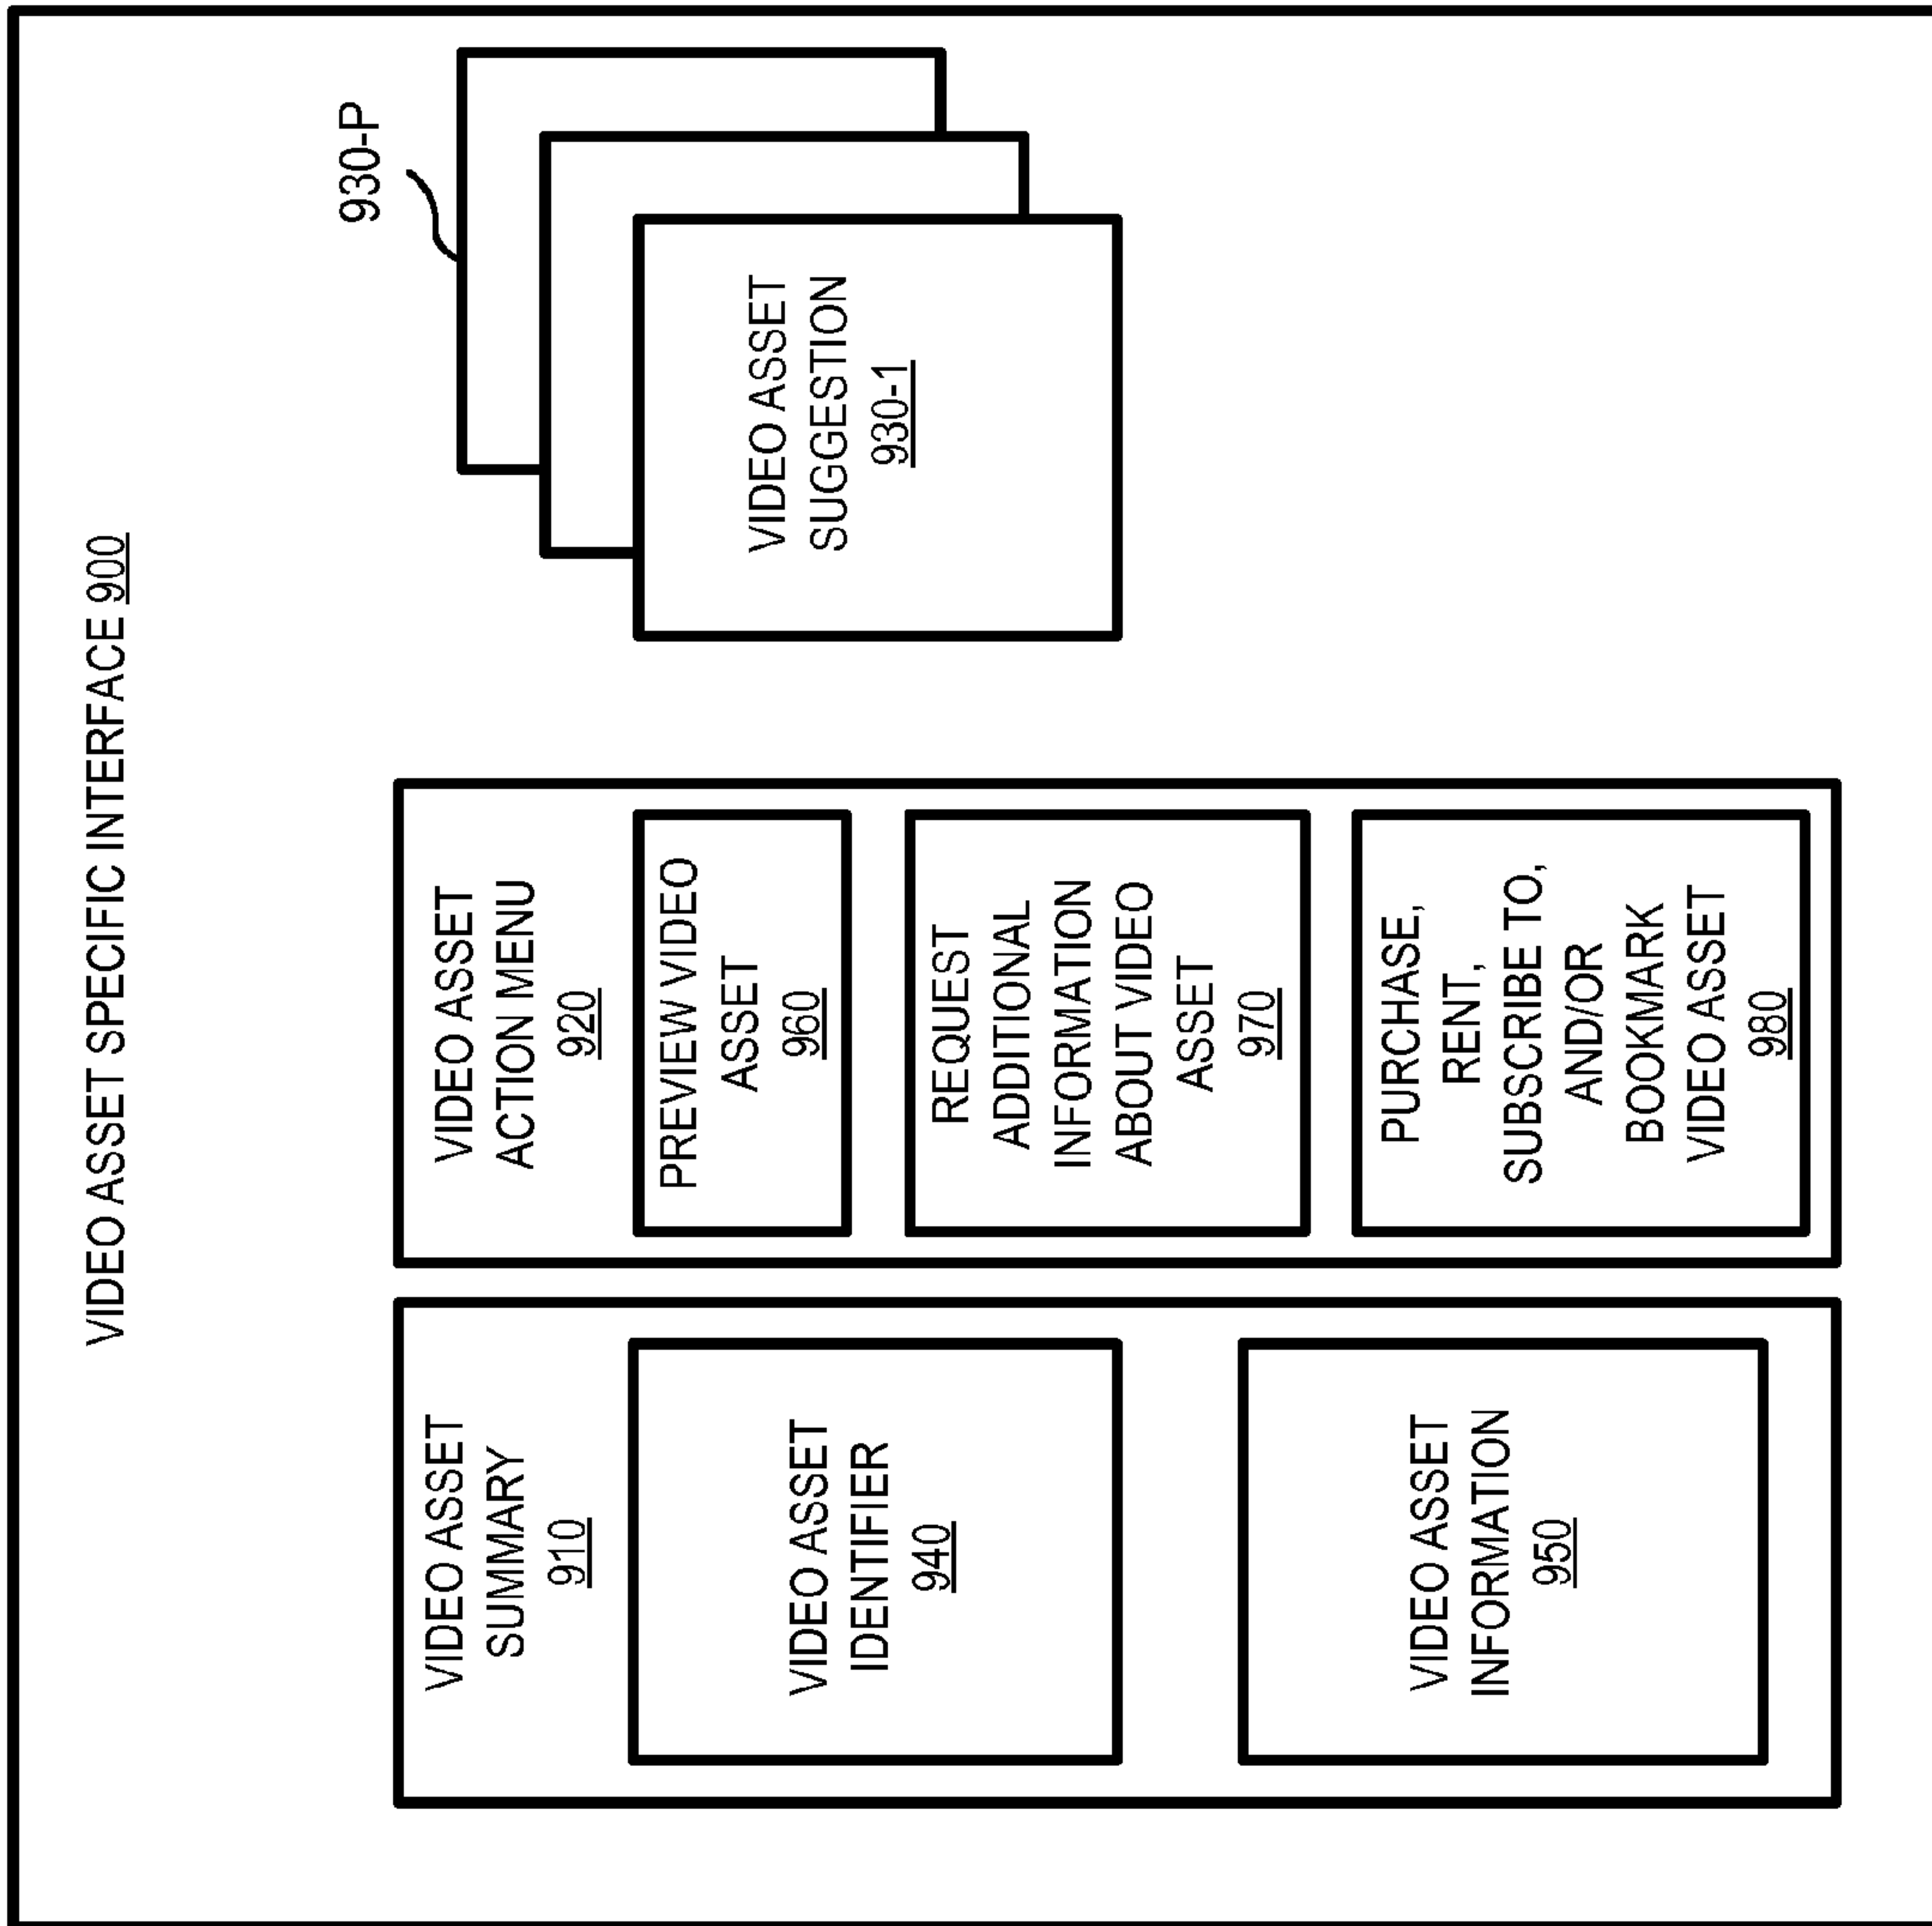 VIDEO ASSET SPECIFIC INTERFACE 900
VIDEO ASSET
SUMMARY
910
VIDEO ASSET
IDENTIFIER
940
VIDEO ASSET
INFORMATION
950
VIDEO ASSET
ACTION MENU
920
PREVIEW VIDEO
ASSET
960
REQUEST
ADDITIONAL
INFORMATION
ABOUT VIDEO
ASSET
970
PURCHASE,
RENT,
SUBSCRIBE TO,
AND/OR
BOOKMARK
VIDEO ASSET
980
930-P
VIDEO ASSET
SUGGESTION
930-1